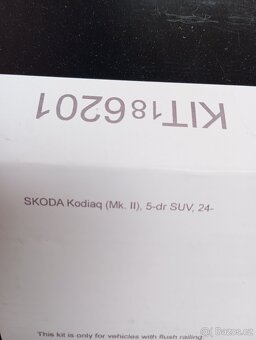 KIT186201
SKODA Kodiaq (Mk. II), 5-dr SUV, 24-
This kit is only for vehicles with flush railing
bazos.cz